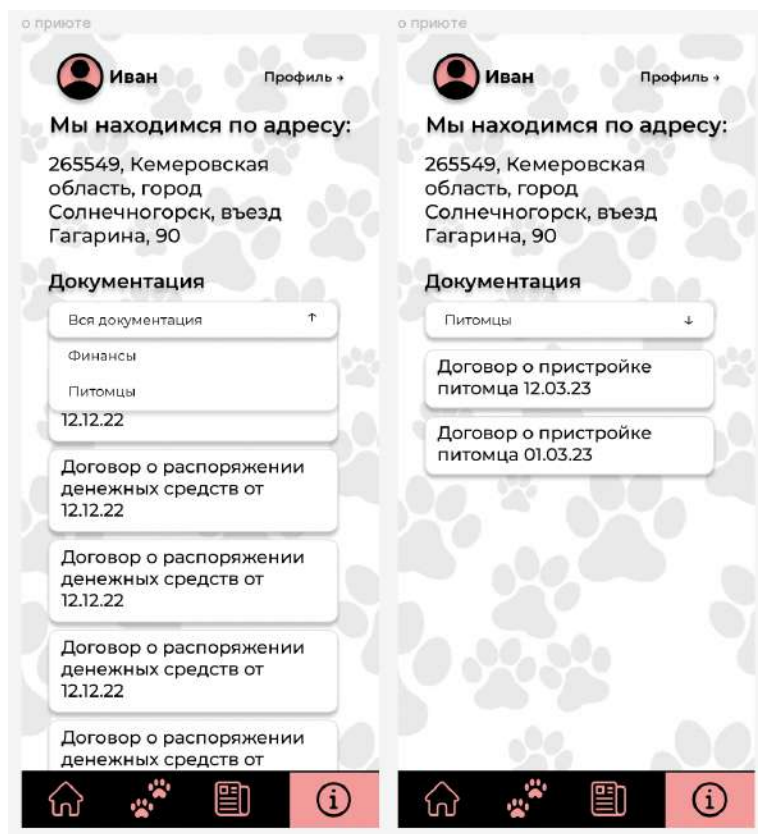 о приюте
Иван
Профиль →
Мы находимся по адресу:
265549, Кемеровская
область, город
Солнечногорск, въезд
Гагарина, 90
Документация
Вся документация ↑
Финансы
Питомцы
12.12.22
Договор о распоряжении
денежных средств от
12.12.22
Договор о распоряжении
денежных средств от
12.12.22
Договор о распоряжении
денежных средств от
12.12.22
Договор о распоряжении
денежных средств от
о приюте
Иван
Профиль →
Мы находимся по адресу:
265549, Кемеровская
область, город
Солнечногорск, въезд
Гагарина, 90
Документация
Питомцы ↓
Договор о пристройке
питомца 12.03.23
Договор о пристройке
питомца 01.03.23